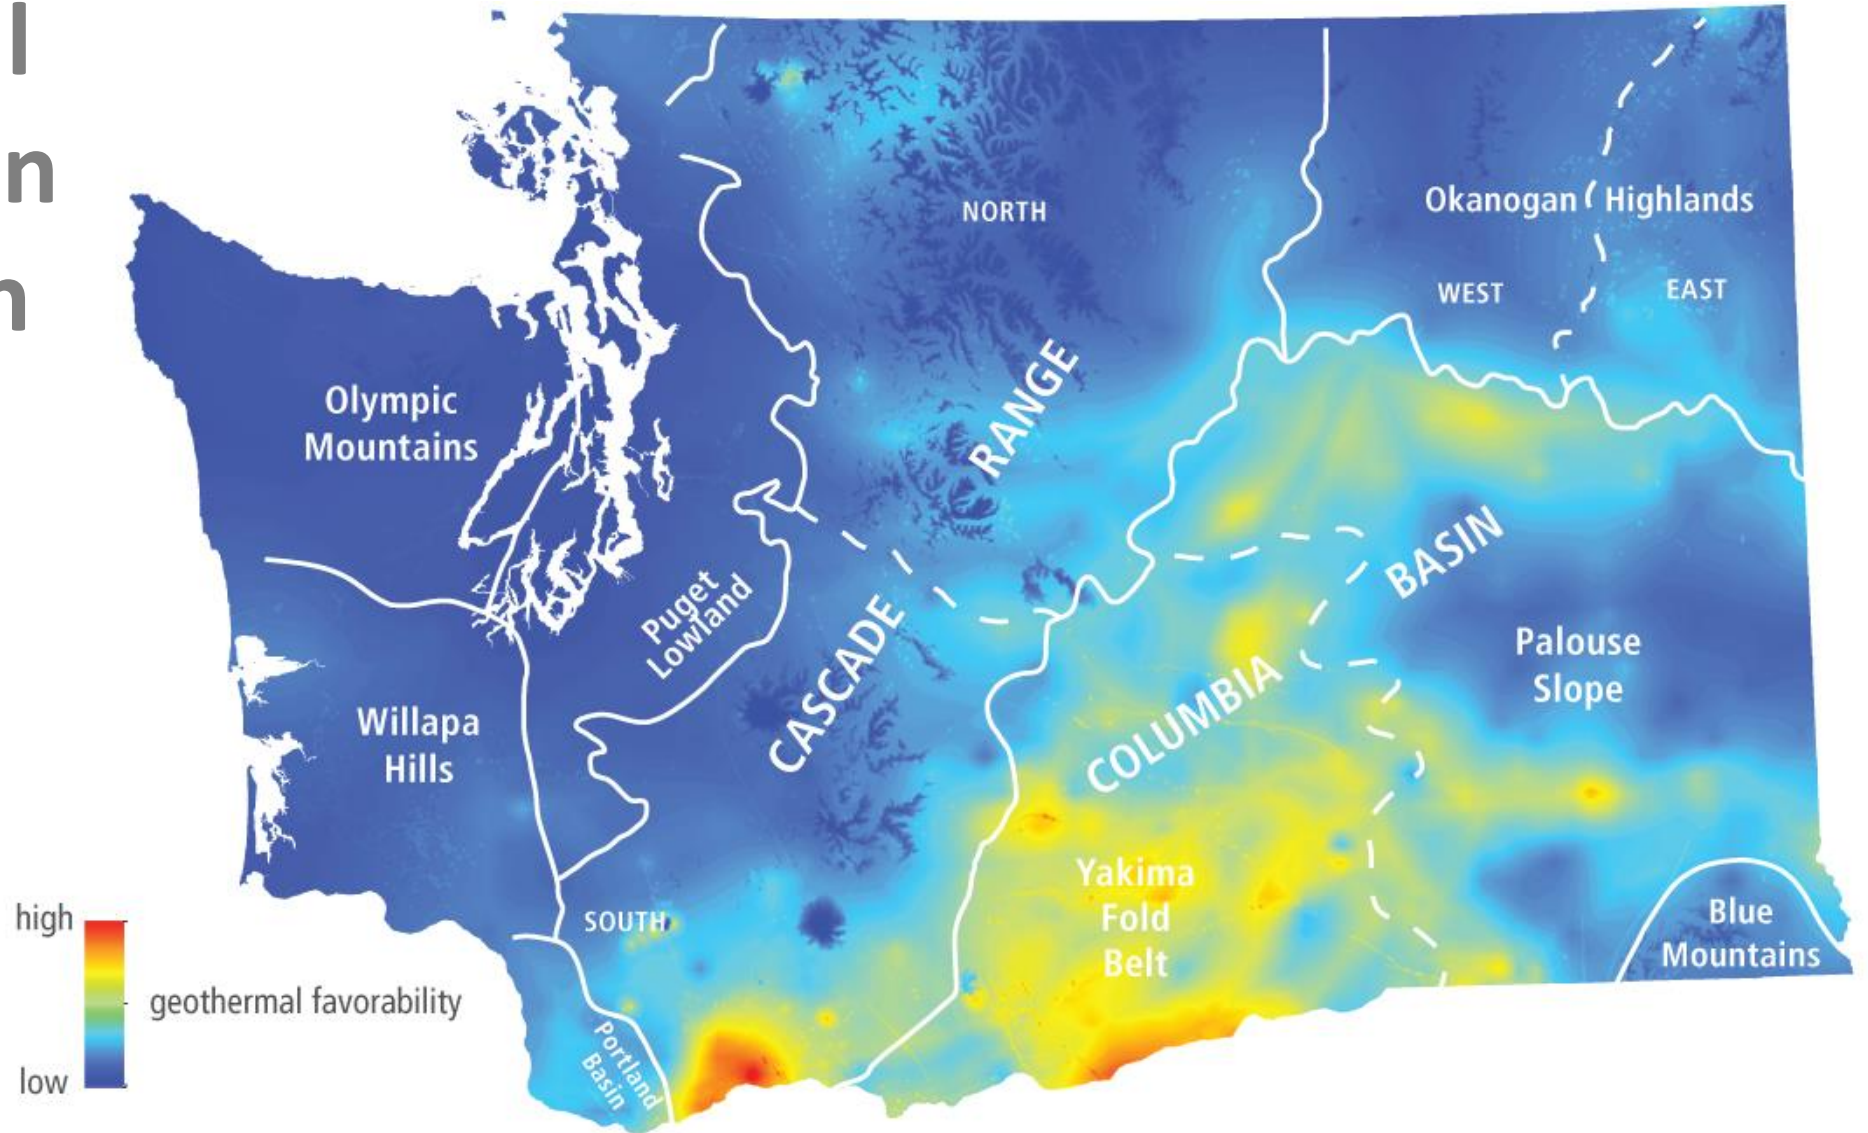 l
n
NORTH
Okanogan Highlands
WEST
EAST
Olympic
Mountains
RANGE
BASIN
Puget
Lowland
CASCADE
Palouse
Slope
COLUMBIA
Willapa
Hills
Yakima
Fold
Belt
Blue
Mountains
SOUTH
high
geothermal favorability
low
Portland
Basin